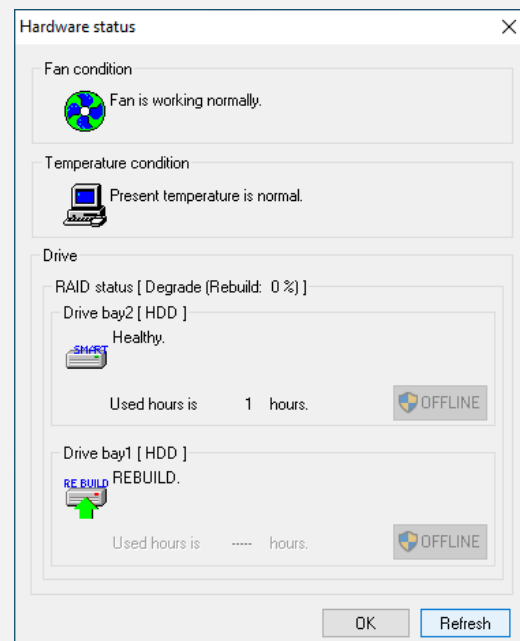 Hardware status
Fan condition
Fan is working normally.
Temperature condition
Present temperature is normal.
Drive
RAID status [ Degrade (Rebuild: 0 %) ]
Drive bay2 [ HDD ]
SMART
Healthy.
Used hours is 1 hours.
OFFLINE
Drive bay1 [ HDD ]
RE BUILD
REBUILD.
Used hours is ----- hours.
OFFLINE
OK
Refresh